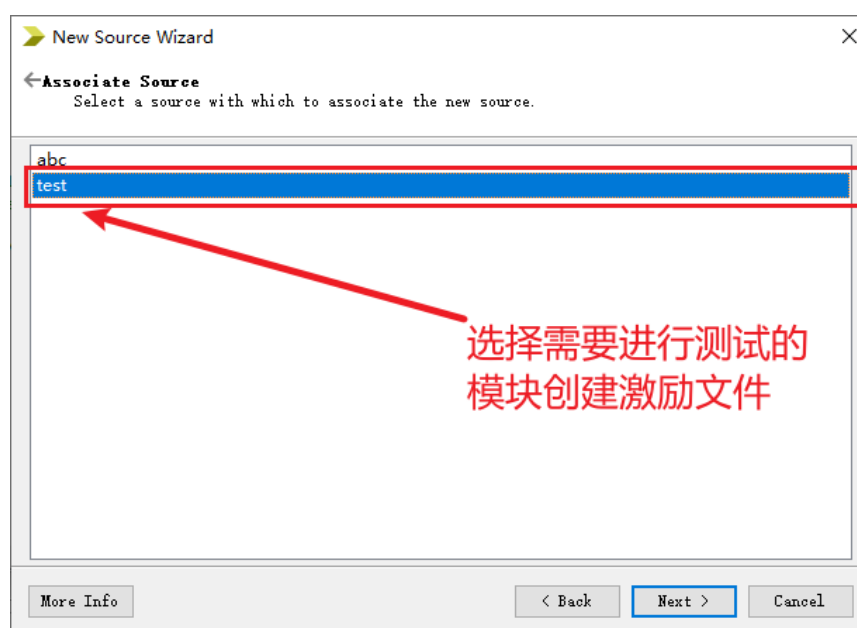 New Source Wizard
Associate Source
Select a source with which to associate the new source.
abc
test
选择需要进行测试的
模块创建激励文件
More Info
< Back
Next >
Cancel